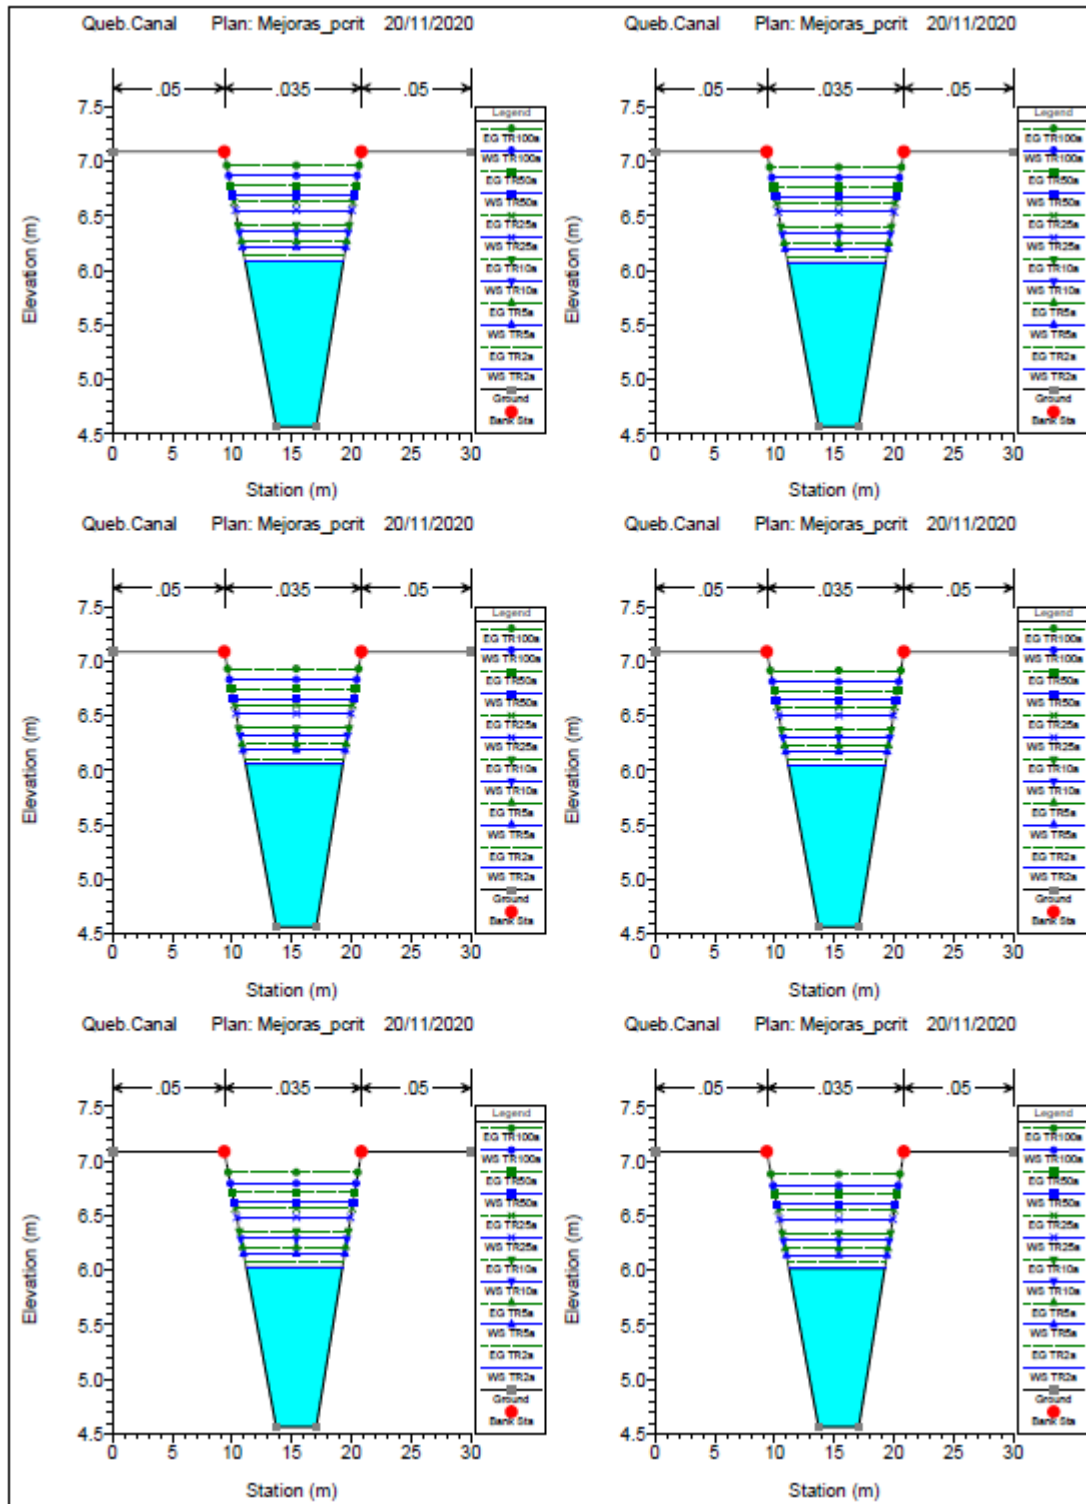 Queb.Canal Plan: Mejoras_pcrit 20/11/2020 Queb.Canal Plan: Mejoras_pcrit 20/11/2020
.05 .035 .05 .05 .035 .05
7.5 Legend 7.5 Legend
EG TR100a EG TR100a
7.0 WS TR100a 7.0 WS TR100a
EG TR50a EG TR50a
6.5 WS TR50a 6.5 WS TR50a
EG TR25a EG TR25a
WS TR25a WS TR25a
6.0 EG TR10a 6.0 EG TR10a
WS TR10a WS TR10a
5.5 EG TR5a 5.5 EG TR5a
WS TR5a WS TR5a
5.0 EG TR2a 5.0 EG TR2a
WS TR2a WS TR2a
Ground Ground
4.5 Bank Sta 4.5 Bank Sta
Elevation (m) Elevation (m)
0 5 10 15 20 25 30 0 5 10 15 20 25 30
Station (m) Station (m)
Queb.Canal Plan: Mejoras_pcrit 20/11/2020 Queb.Canal Plan: Mejoras_pcrit 20/11/2020
.05 .035 .05 .05 .035 .05
7.5 Legend 7.5 Legend
EG TR100a EG TR100a
7.0 WS TR100a 7.0 WS TR100a
EG TR50a EG TR50a
6.5 WS TR50a 6.5 WS TR50a
EG TR25a EG TR25a
WS TR25a WS TR25a
6.0 EG TR10a 6.0 EG TR10a
WS TR10a WS TR10a
5.5 EG TR5a 5.5 EG TR5a
WS TR5a WS TR5a
5.0 EG TR2a 5.0 EG TR2a
WS TR2a WS TR2a
Ground Ground
4.5 Bank Sta 4.5 Bank Sta
Elevation (m) Elevation (m)
0 5 10 15 20 25 30 0 5 10 15 20 25 30
Station (m) Station (m)
Queb.Canal Plan: Mejoras_pcrit 20/11/2020 Queb.Canal Plan: Mejoras_pcrit 20/11/2020
.05 .035 .05 .05 .035 .05
7.5 Legend 7.5 Legend
EG TR100a EG TR100a
7.0 WS TR100a 7.0 WS TR100a
EG TR50a EG TR50a
6.5 WS TR50a 6.5 WS TR50a
EG TR25a EG TR25a
WS TR25a WS TR25a
6.0 EG TR10a 6.0 EG TR10a
WS TR10a WS TR10a
5.5 EG TR5a 5.5 EG TR5a
WS TR5a WS TR5a
5.0 EG TR2a 5.0 EG TR2a
WS TR2a WS TR2a
Ground Ground
4.5 Bank Sta 4.5 Bank Sta
Elevation (m) Elevation (m)
0 5 10 15 20 25 30 0 5 10 15 20 25 30
Station (m) Station (m)